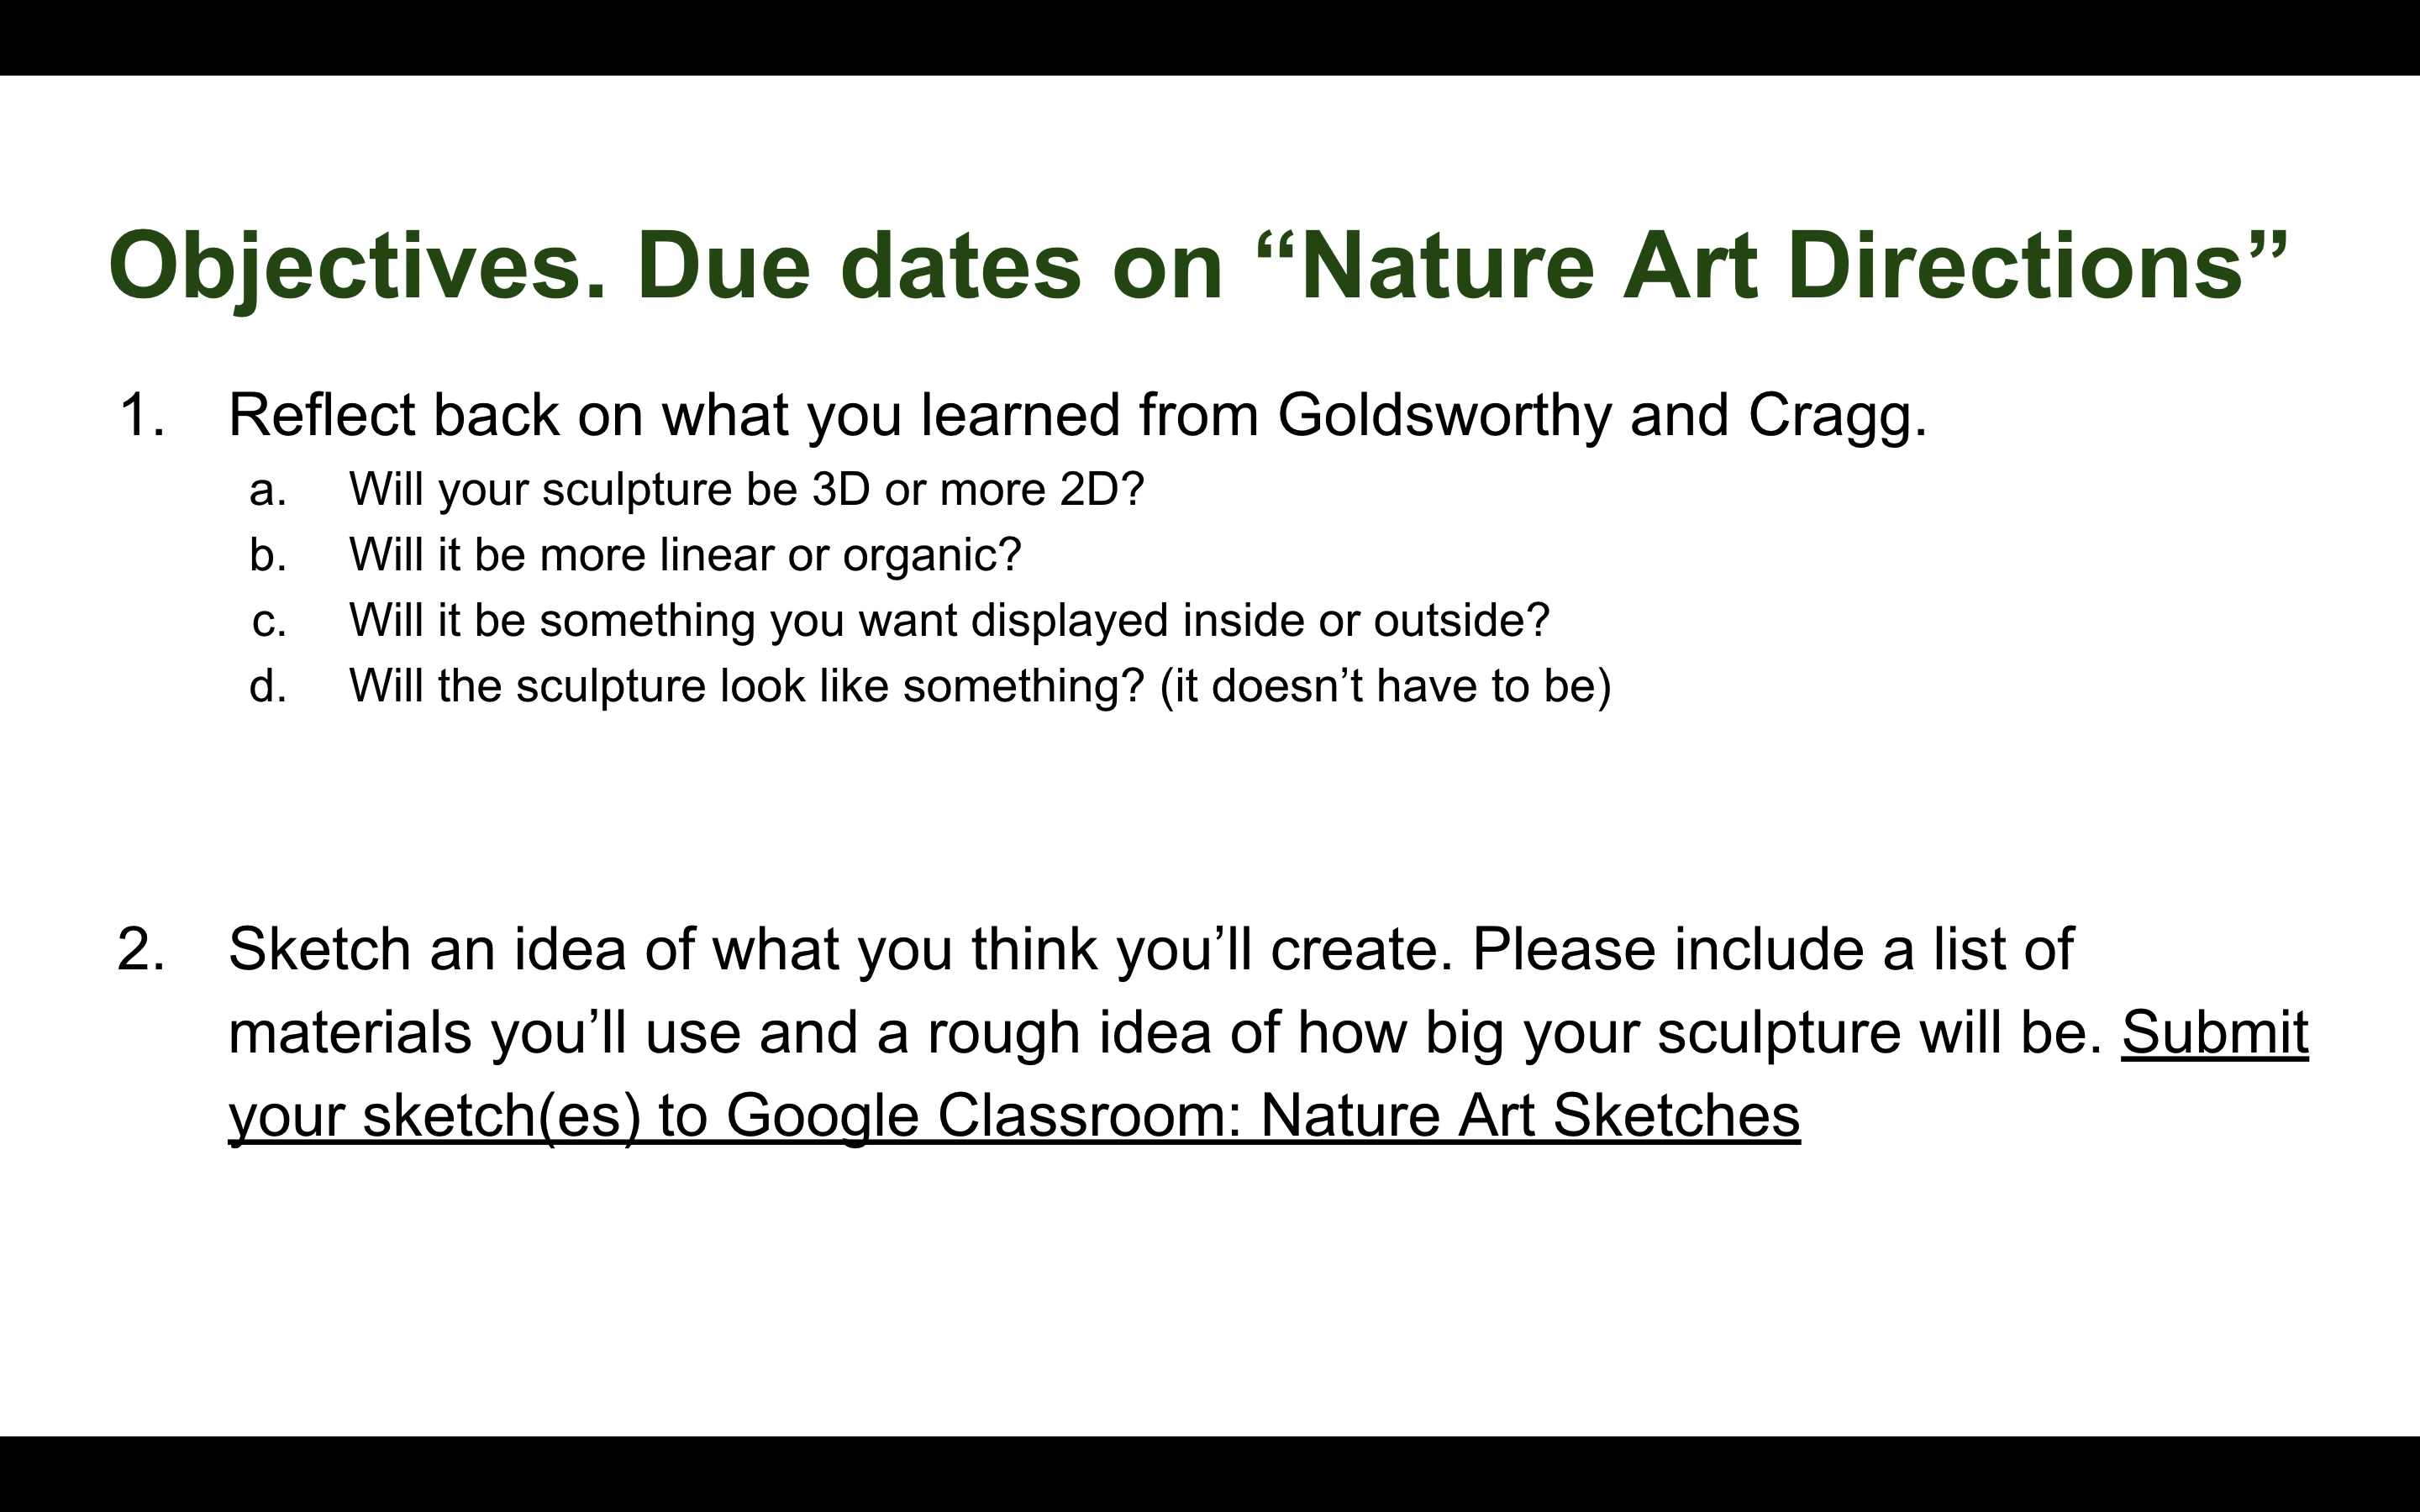 Objectives. Due dates on “Nature Art Directions”
1. Reflect back on what you learned from Goldsworthy and Cragg.
a. Will your sculpture be 3D or more 2D?
b. Will it be more linear or organic?
c. Will it be something you want displayed inside or outside?
d. Will the sculpture look like something? (it doesn’t have to be)
2. Sketch an idea of what you think you’ll create. Please include a list of
materials you’ll use and a rough idea of how big your sculpture will be. Submit
your sketch(es) to Google Classroom: Nature Art Sketches